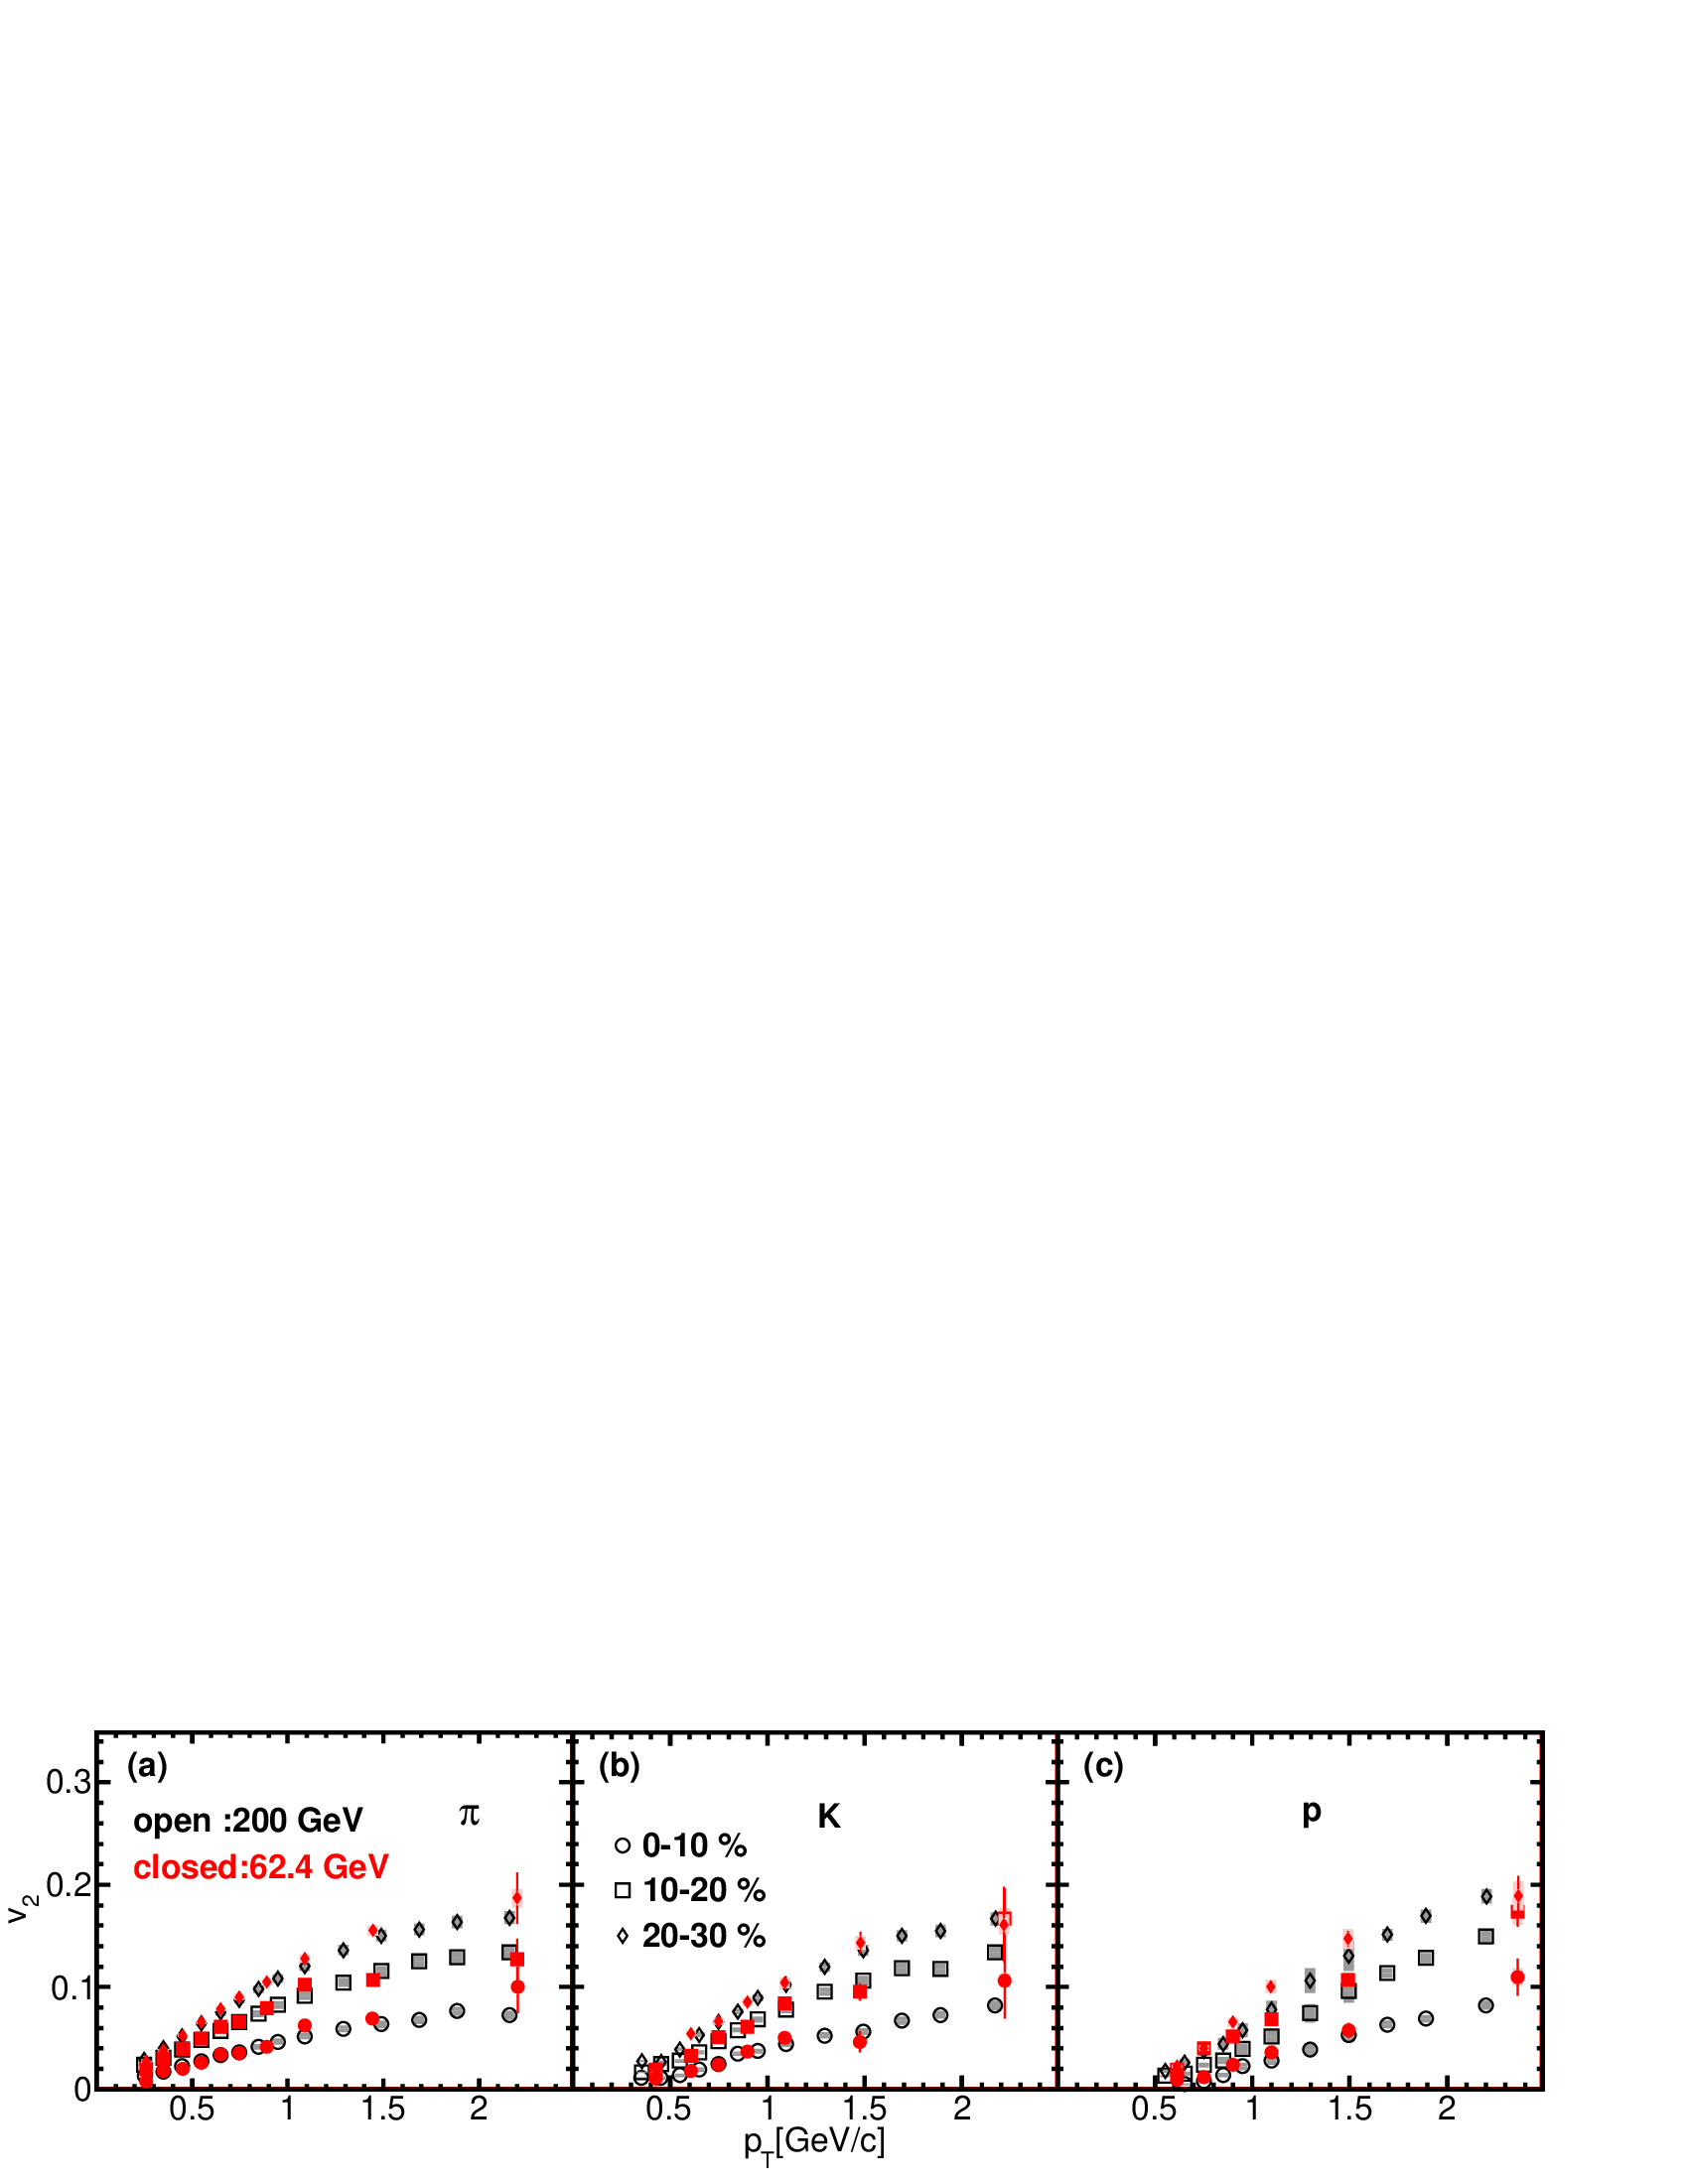 (a)
open :200 GeV
closed:62.4 GeV
π
(b)
K
0-10 %
10-20 %
20-30 %
(c)
p
v2
0.3
0.2
0.1
0
0.5 1 1.5 2
0.5 1 1.5 2
0.5 1 1.5 2
pT[GeV/c]